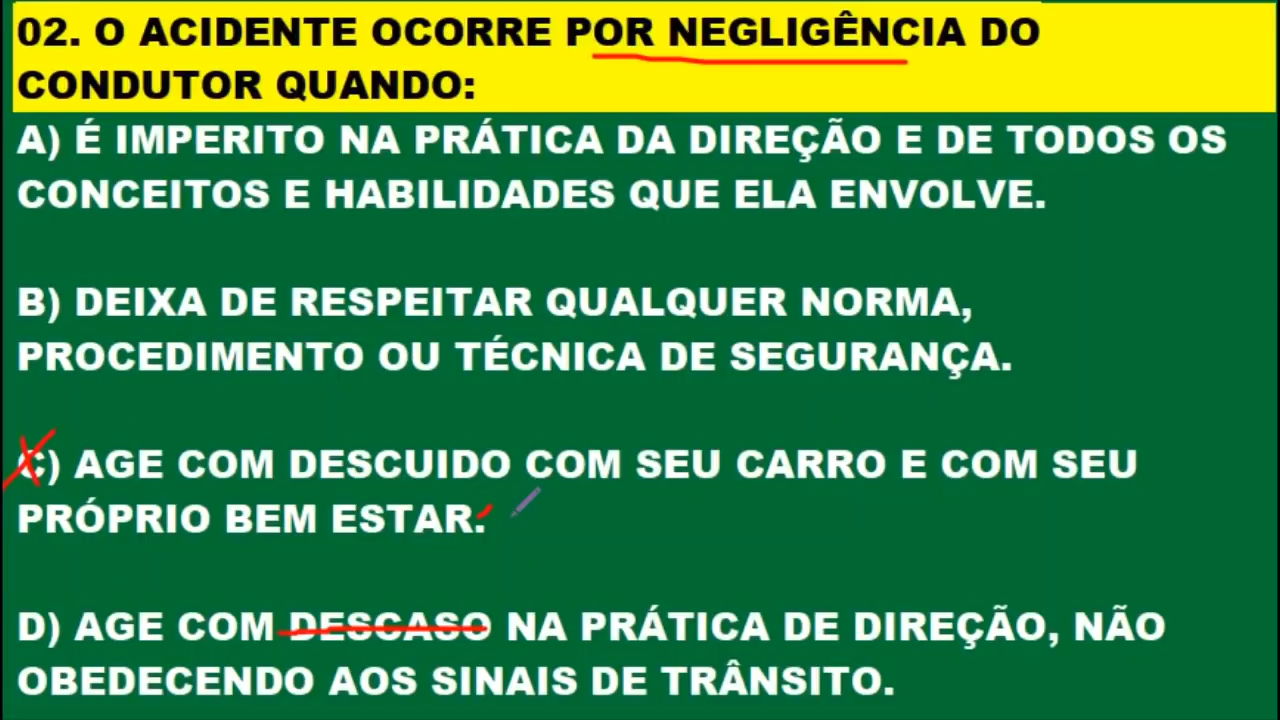 02. O ACIDENTE OCORRE POR NEGLIGÊNCIA DO
CONDUTOR QUANDO:
A) É IMPERITO NA PRÁTICA DA DIREÇÃO E DE TODOS OS
CONCEITOS E HABILIDADES QUE ELA ENVOLVE.
B) DEIXA DE RESPEITAR QUALQUER NORMA,
PROCEDIMENTO OU TÉCNICA DE SEGURANÇA.
C) AGE COM DESCUIDO COM SEU CARRO E COM SEU
PRÓPRIO BEM ESTAR.
D) AGE COM DESCASO NA PRÁTICA DE DIREÇÃO, NÃO
OBEDECENDO AOS SINAIS DE TRÂNSITO.